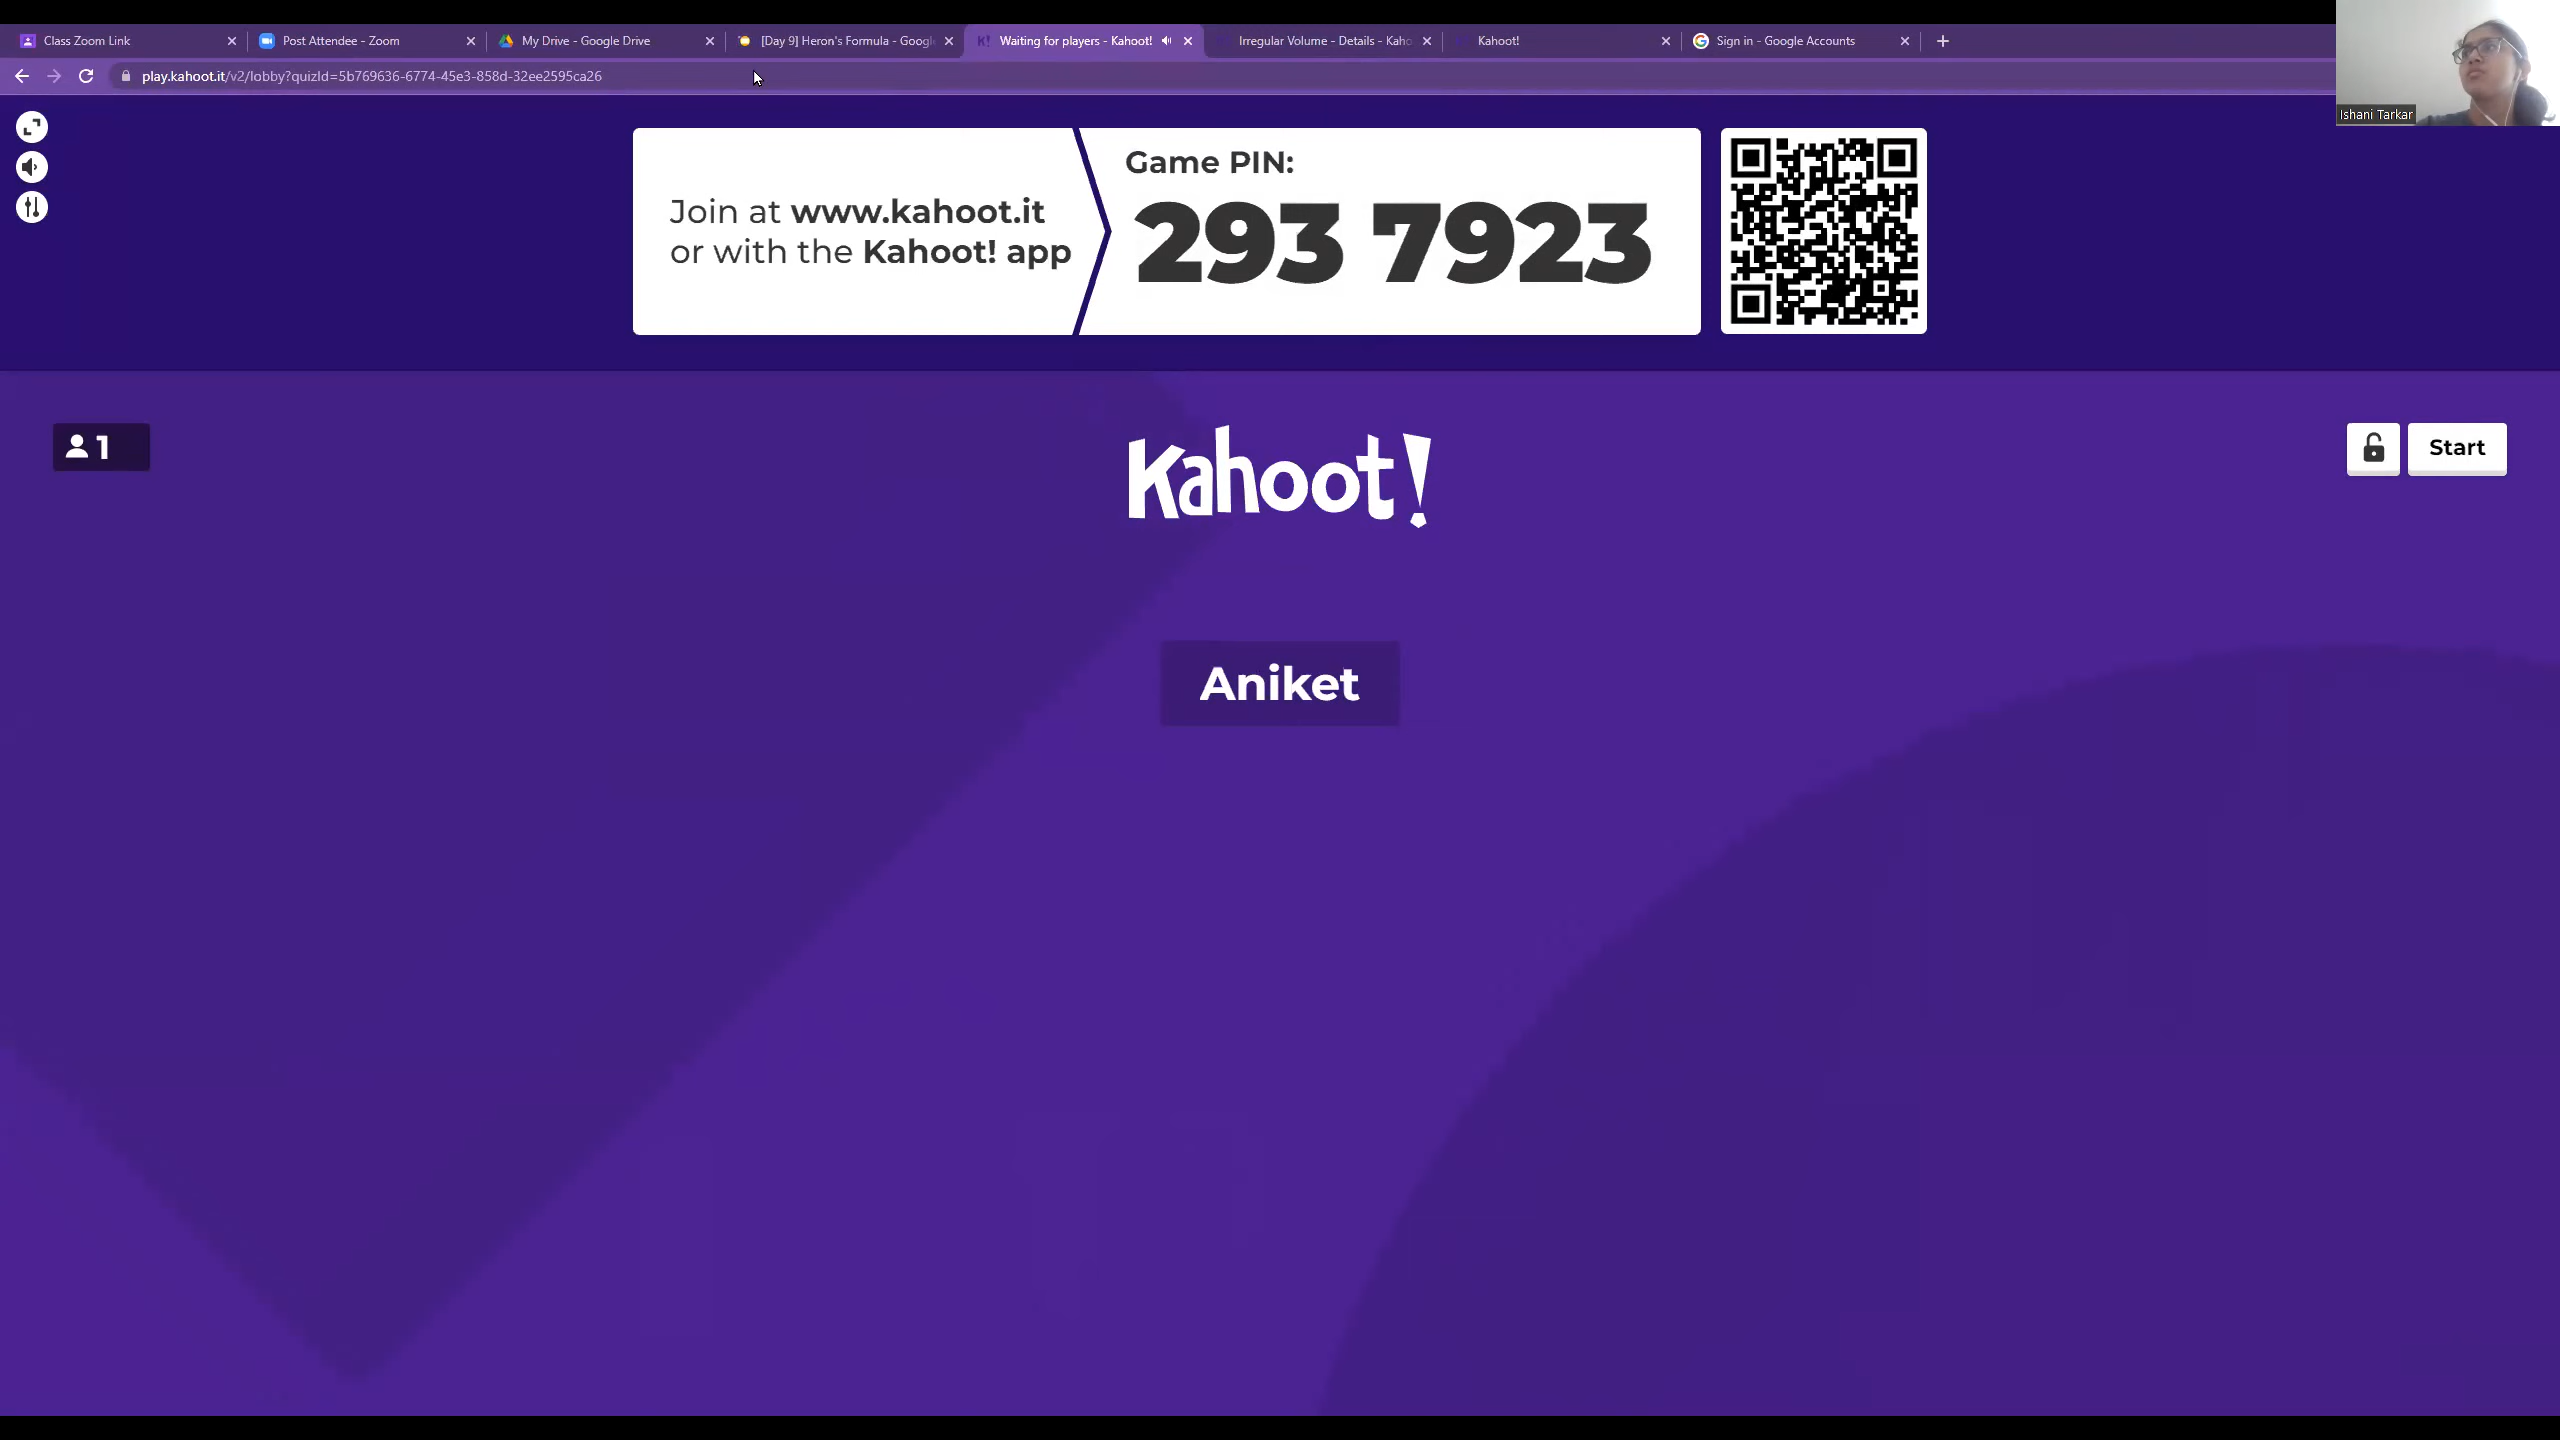 Class Zoom Link
Post Attendee - Zoom
My Drive - Google Drive
[Day 9] Heron's Formula - Googl
Waiting for players - Kahoot!
Irregular Volume - Details - Kaho
Kahoot!
Sign in - Google Accounts
play.kahoot.it/v2/lobby?quizId=5b769636-6774-45e3-858d-32ee2595ca26
Ishani Tarkar
Join at www.kahoot.it
or with the Kahoot! app
Game PIN:
293 7923
1
Kahoot!
Start
Aniket